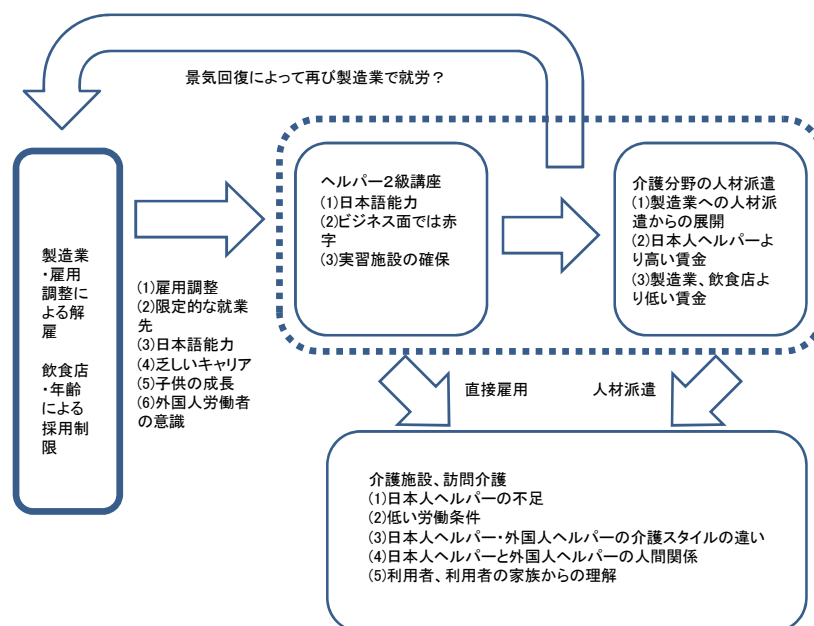 景気回復によって再び製造業で就労？
製造業
・雇用
調整に
よる解
雇
飲食店
・年齢
による
採用制
限
(1)雇用調整
(2)限定的な就業
先
(3)日本語能力
(4)乏しいキャリア
(5)子供の成長
(6)外国人労働者
の意識
ヘルパー２級講座
(1)日本語能力
(2)ビジネス面では赤
字
(3)実習施設の確保
介護分野の人材派遣
(1)製造業への人材派
遣からの展開
(2)日本人ヘルパーよ
り高い賃金
(3)製造業、飲食店よ
り低い賃金
直接雇用
人材派遣
介護施設、訪問介護
(1)日本人ヘルパーの不足
(2)低い労働条件
(3)日本人ヘルパー・外国人ヘルパーの介護スタイルの違い
(4)日本人ヘルパーと外国人ヘルパーの人間関係
(5)利用者、利用者の家族からの理解